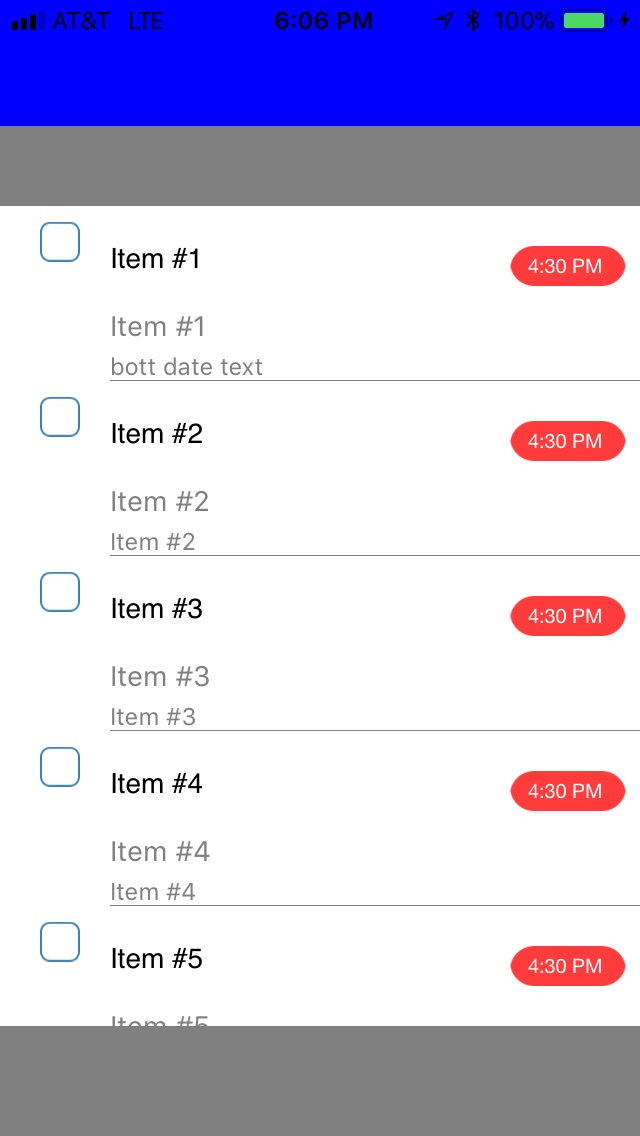 AT&T LTE 6:06 PM 100%
Item #1 4:30 PM
Item #1
bott date text
Item #2 4:30 PM
Item #2
Item #2
Item #3 4:30 PM
Item #3
Item #3
Item #4 4:30 PM
Item #4
Item #4
Item #5 4:30 PM
Item #5